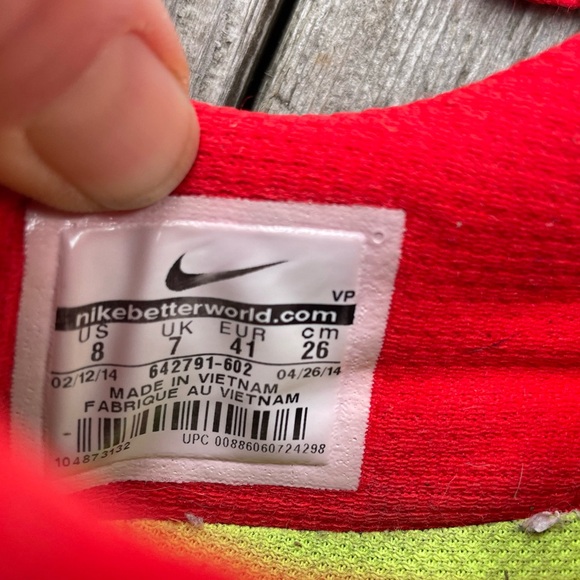 VP
nikebetterworld.com
US UK EUR cm
8 7 41 26
642791-602
02/12/14 04/26/14
MADE IN VIETNAM
FABRIQUE AU VIETNAM
UPC 00886060724298
104873132